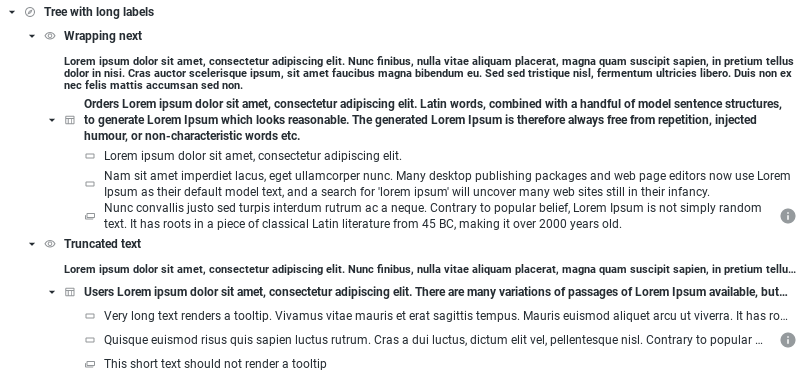 Tree with long labels
Wrapping next
Lorem ipsum dolor sit amet, consectetur adipiscing elit. Nunc finibus, nulla vitae aliquam placerat, magna quam suscipit sapien, in pretium tellus
dolor in nisi. Cras auctor scelerisque ipsum, sit amet faucibus magna bibendum eu. Sed sed tristique nisl, fermentum ultricies libero. Duis non ex
nec felis mattis accumsan sed non.
Orders Lorem ipsum dolor sit amet, consectetur adipiscing elit. Latin words, combined with a handful of model sentence structures,
to generate Lorem Ipsum which looks reasonable. The generated Lorem Ipsum is therefore always free from repetition, injected
humour, or non-characteristic words etc.
Lorem ipsum dolor sit amet, consectetur adipiscing elit.
Nam sit amet imperdiet lacus, eget ullamcorper nunc. Many desktop publishing packages and web page editors now use Lorem
Ipsum as their default model text, and a search for 'lorem ipsum' will uncover many web sites still in their infancy.
Nunc convallis justo sed turpis interdum rutrum ac a neque. Contrary to popular belief, Lorem Ipsum is not simply random
text. It has roots in a piece of classical Latin literature from 45 BC, making it over 2000 years old.
Truncated text
Lorem ipsum dolor sit amet, consectetur adipiscing elit. Nunc finibus, nulla vitae aliquam placerat, magna quam suscipit sapien, in pretium tellu...
Users Lorem ipsum dolor sit amet, consectetur adipiscing elit. There are many variations of passages of Lorem Ipsum available, but...
Very long text renders a tooltip. Vivamus vitae mauris et erat sagittis tempus. Mauris euismod aliquet arcu ut viverra. It has ro...
Quisque euismod risus quis sapien luctus rutrum. Cras a dui luctus, dictum elit vel, pellentesque nisl. Contrary to popular ...
This short text should not render a tooltip